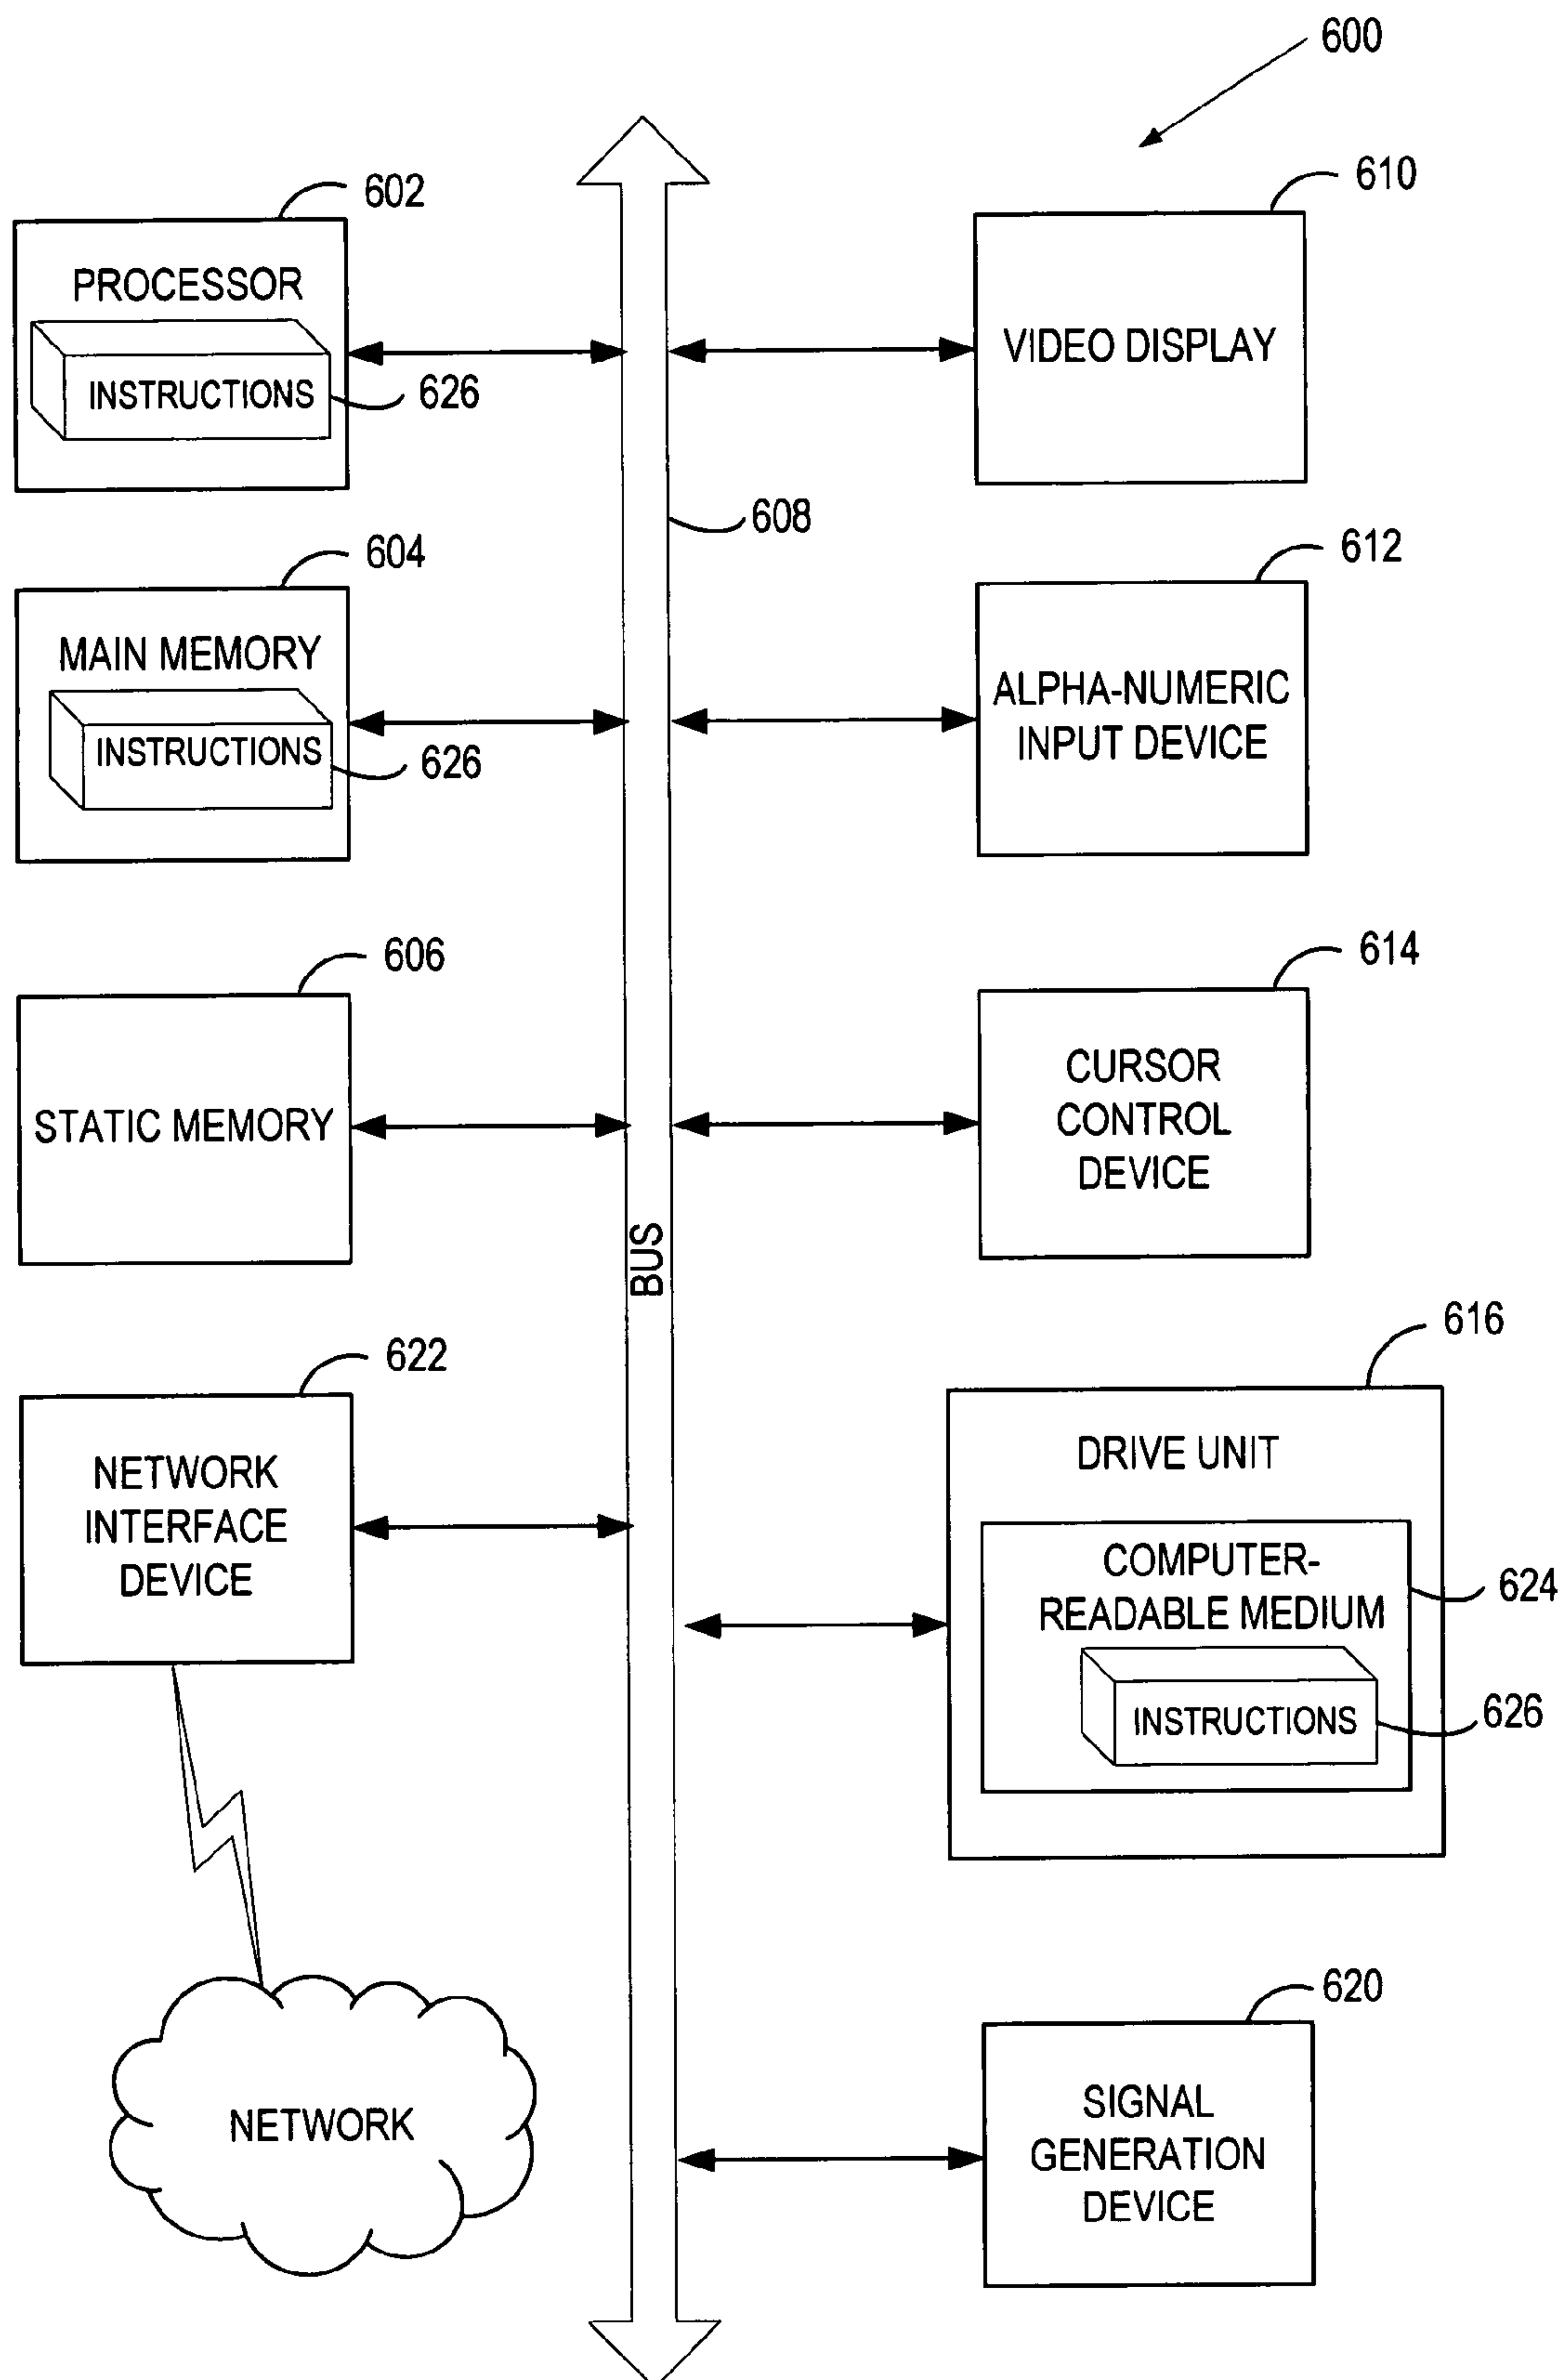 600
602
PROCESSOR
INSTRUCTIONS
626
610
VIDEO DISPLAY
608
604
MAIN MEMORY
INSTRUCTIONS
626
612
ALPHA-NUMERIC
INPUT DEVICE
606
STATIC MEMORY
614
CURSOR
CONTROL
DEVICE
BUS
622
NETWORK
INTERFACE
DEVICE
616
DRIVE UNIT
COMPUTER-
READABLE MEDIUM
624
INSTRUCTIONS
626
NETWORK
620
SIGNAL
GENERATION
DEVICE